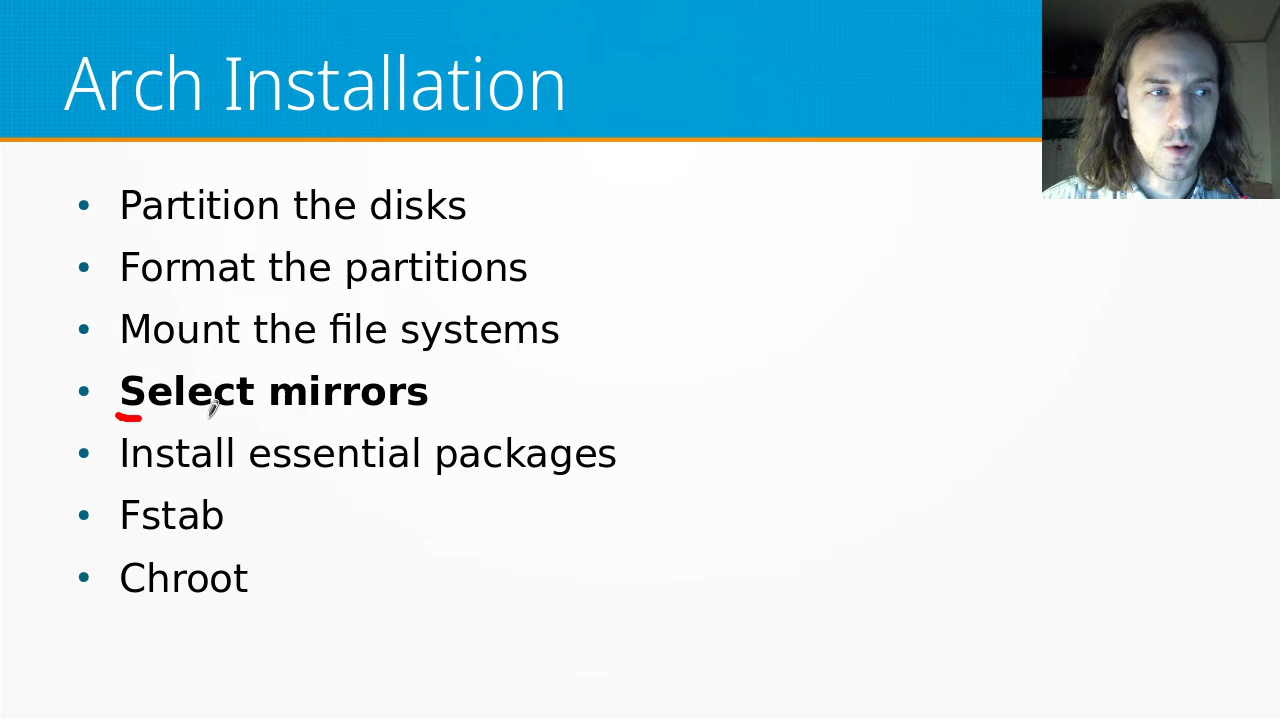 Arch Installation
Partition the disks
Format the partitions
Mount the file systems
Select mirrors
Install essential packages
Fstab
Chroot